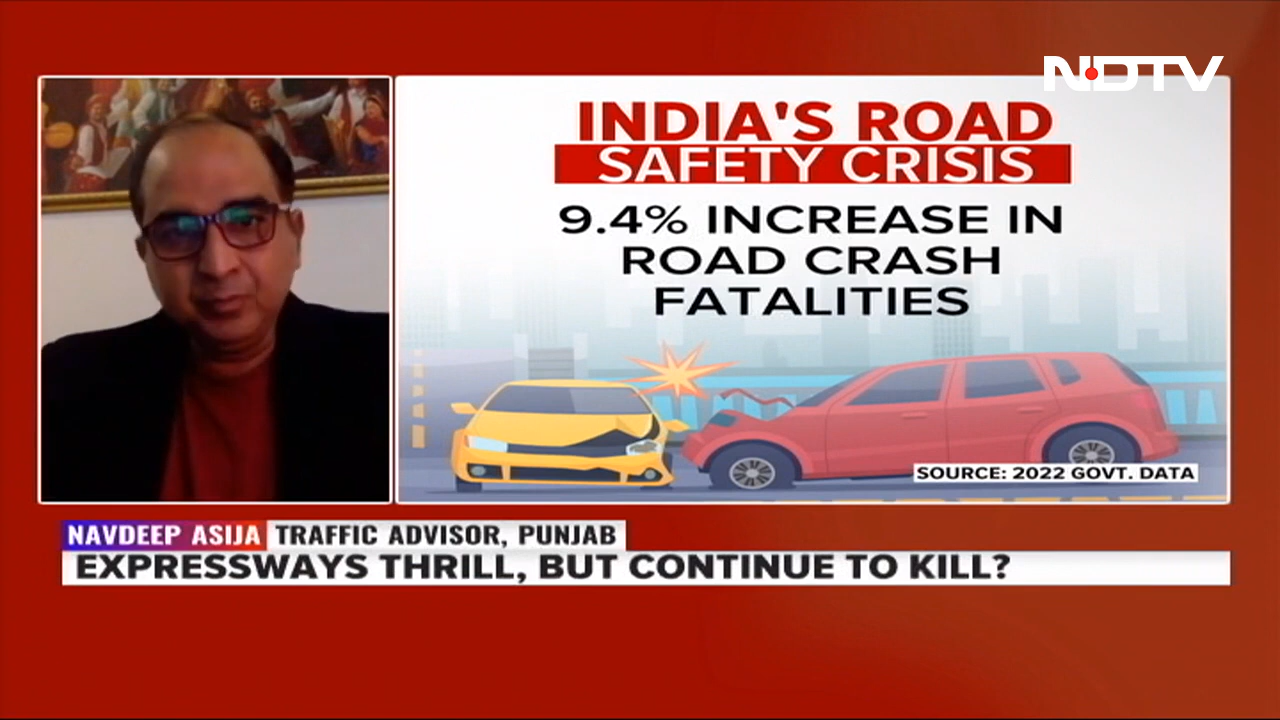 NDTV
INDIA'S ROAD
SAFETY CRISIS
9.4% INCREASE IN
ROAD CRASH
FATALITIES
SOURCE: 2022 GOVT. DATA
NAVDEEP ASIJA TRAFFIC ADVISOR, PUNJAB
EXPRESSWAYS THRILL, BUT CONTINUE TO KILL?